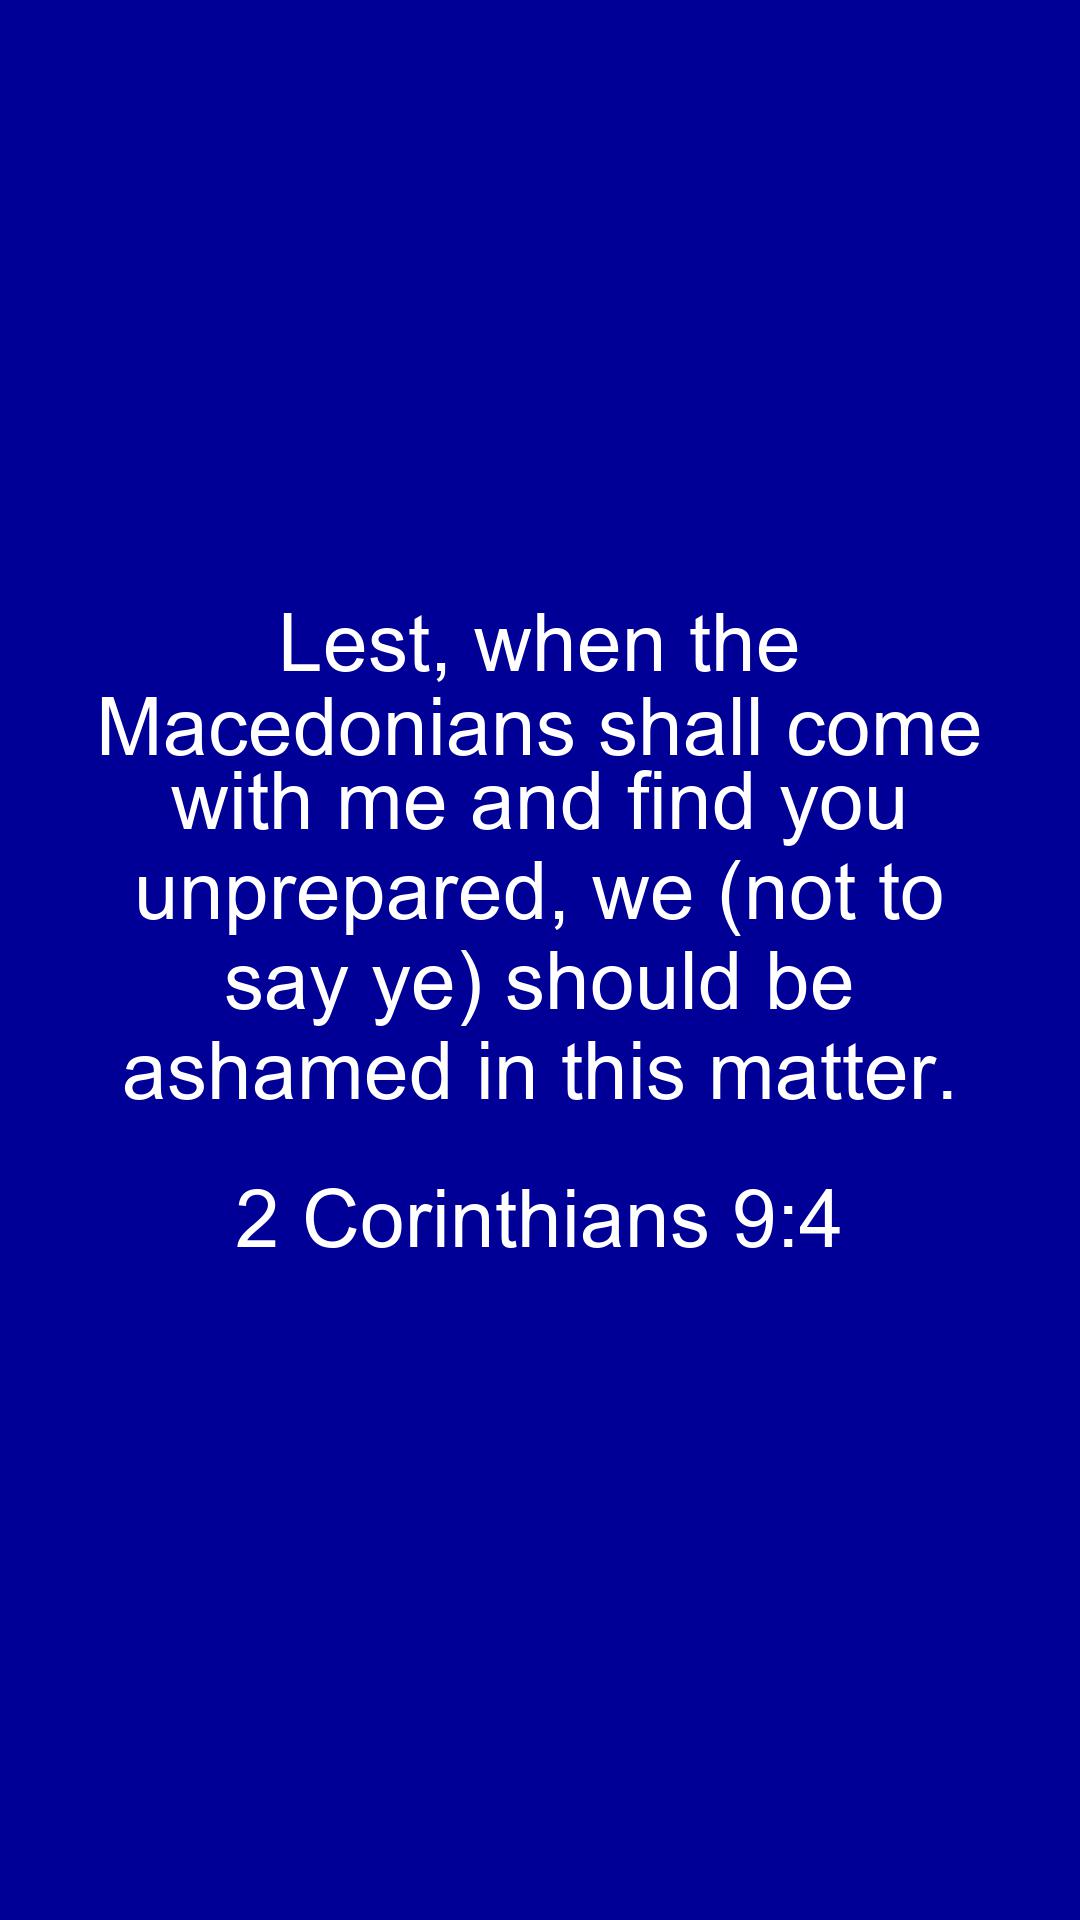 Lest, when the
Macedonians shall come
with me and find you
unprepared, we (not to
say ye) should be
ashamed in this matter.
2 Corinthians 9:4